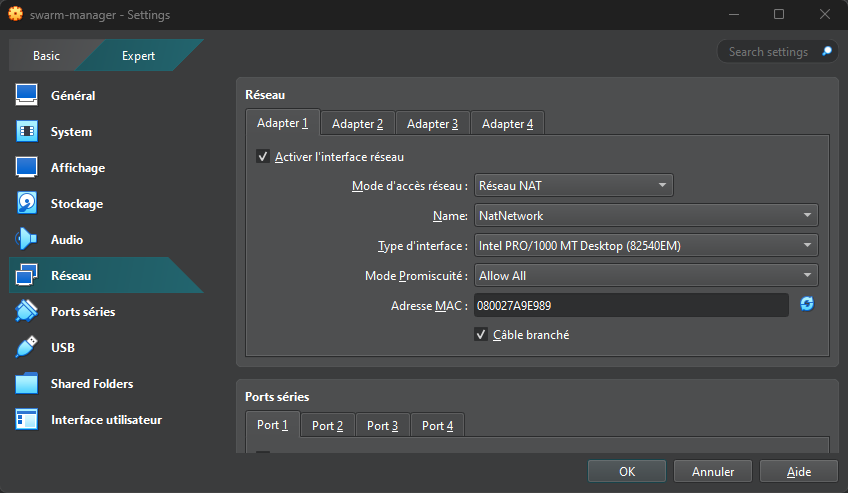 swarm-manager - Settings
Basic
Expert
Search settings
Général
System
Affichage
Stockage
Audio
Réseau
Ports séries
USB
Shared Folders
Interface utilisateur
Réseau
Adapter 1
Adapter 2
Adapter 3
Adapter 4
Activer l'interface réseau
Mode d'accès réseau : Réseau NAT
Name: NatNetwork
Type d'interface : Intel PRO/1000 MT Desktop (82540EM)
Mode Promiscuité : Allow All
Adresse MAC : 080027A9E989
Câble branché
Ports séries
Port 1
Port 2
Port 3
Port 4
OK
Annuler
Aide